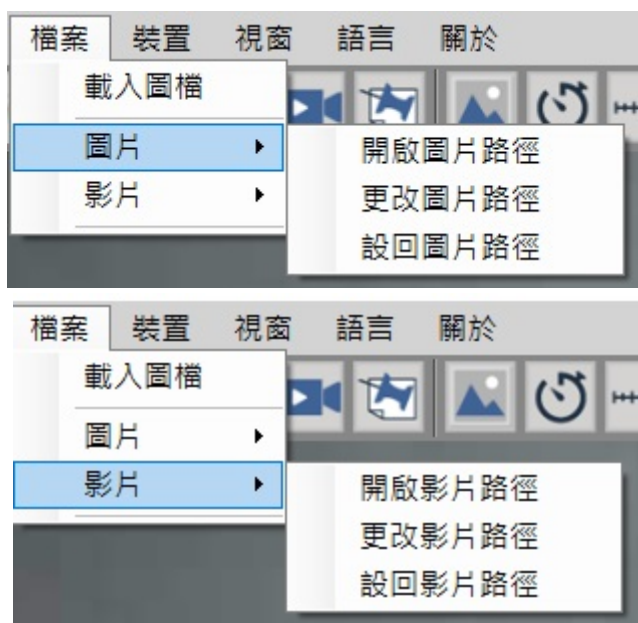 檔案 裝置 視窗 語言 關於
載入圖檔
圖片
開啟圖片路徑
影片
更改圖片路徑
設回圖片路徑
檔案 裝置 視窗 語言 關於
載入圖檔
圖片
影片
開啟影片路徑
更改影片路徑
設回影片路徑